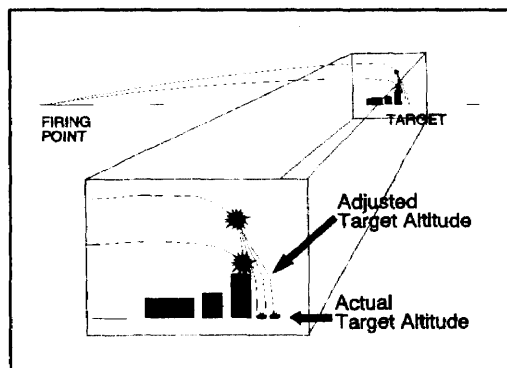 FIRING
POINT
TARGET
Adjusted
Target Altitude
Actual
Target Altitude